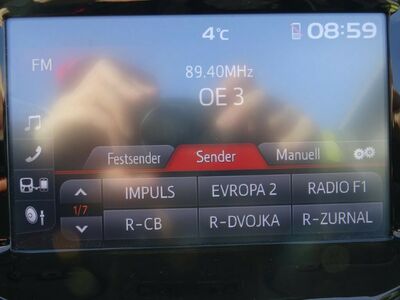 4°C 08:59
FM
89.40MHz
OE 3
Festsender Sender Manuell
IMPULS EVROPA 2 RADIO F1
1/7
R-CB R-DVOJKA R-ZURNAL